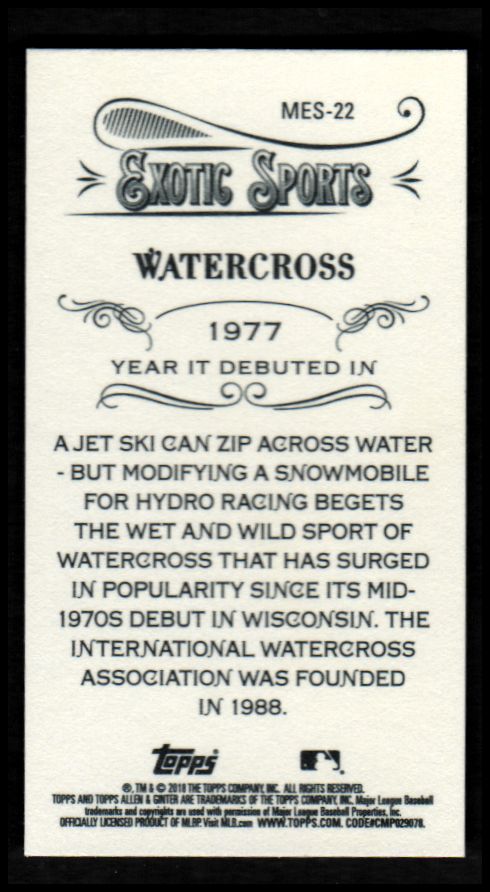 MES-22
EXOTIC SPORTS
WATERCROSS
1977
YEAR IT DEBUTED IN
A JET SKI CAN ZIP ACROSS WATER
- BUT MODIFYING A SNOWMOBILE
FOR HYDRO RACING BEGETS
THE WET AND WILD SPORT OF
WATERCROSS THAT HAS SURGED
IN POPULARITY SINCE ITS MID-
1970S DEBUT IN WISCONSIN. THE
INTERNATIONAL WATERCROSS
ASSOCIATION WAS FOUNDED
IN 1988.
topps
®, TM & © 2018 THE TOPPS COMPANY, INC. ALL RIGHTS RESERVED.
TOPPS AND TOPPS ALLEN & GINTER ARE TRADEMARKS OF THE TOPPS COMPANY, INC. Major League Baseball
trademarks and copyrights are used with permission of Major League Baseball Properties, Inc.
OFFICIALLY LICENSED PRODUCT OF MLBP. Visit MLB.com WWW.TOPPS.COM. CODE#CMP029078.